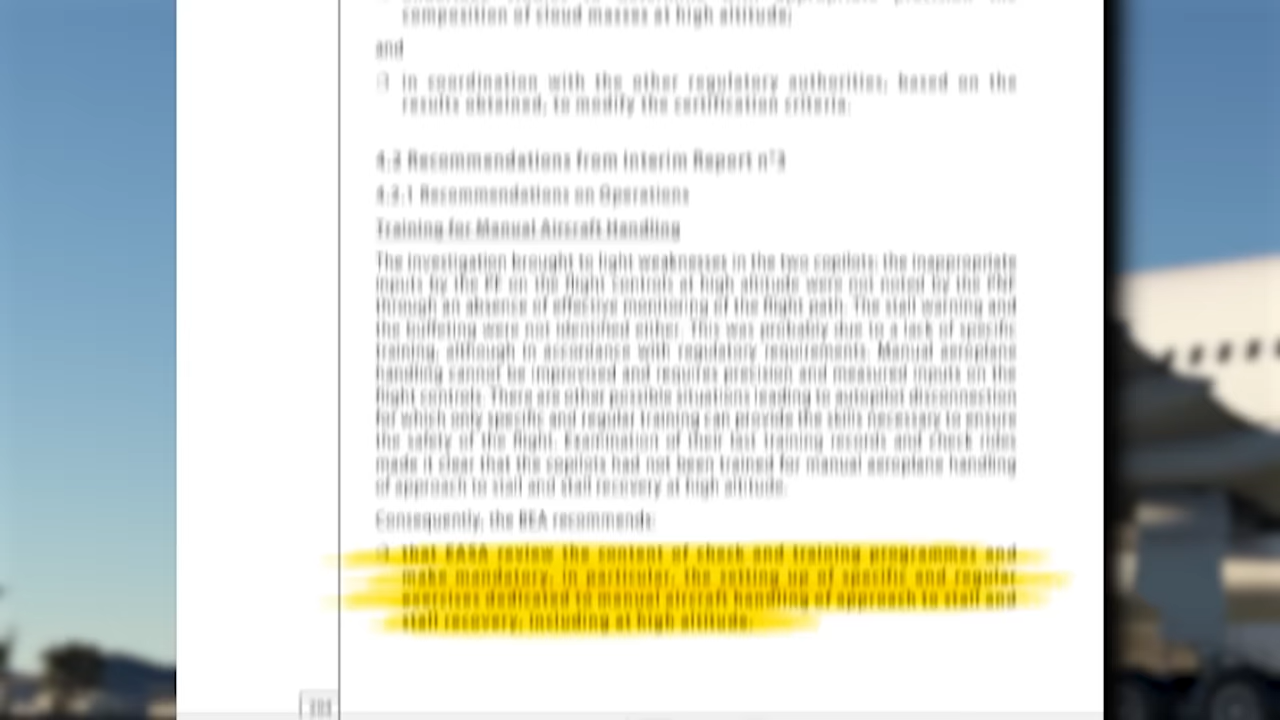 composition of cloud masses at high altitude;
and
in coordination with the other regulatory authorities, based on the
results obtained, to modify the certification criteria.
4.2 Recommendations from Interim Report n°3
4.2.1 Recommendations on Operations
Training for Manual Aircraft Handling
The investigation brought to light weaknesses in the two copilots: the inappropriate
inputs by the PF on the flight controls at high altitude were not noted by the PNF
through an absence of effective monitoring of the flight path. The stall warning and
the buffeting were not identified either. This was probably due to a lack of specific
training, although in accordance with regulatory requirements. Manual aeroplane
handling cannot be improvised and requires precision and measured inputs on the
flight controls. There are other possible situations leading to autopilot disconnection
for which only specific and regular training can provide the skills necessary to ensure
the safety of the flight. Examination of their last training records and check rides
made it clear that the copilots had not been trained for manual aeroplane handling
of approach to stall and stall recovery at high altitude.
Consequently, the BEA recommends:
that EASA review the content of check and training programmes and
make mandatory, in particular, the setting up of specific and regular
exercises dedicated to manual aircraft handling of approach to stall and
stall recovery, including at high altitude.